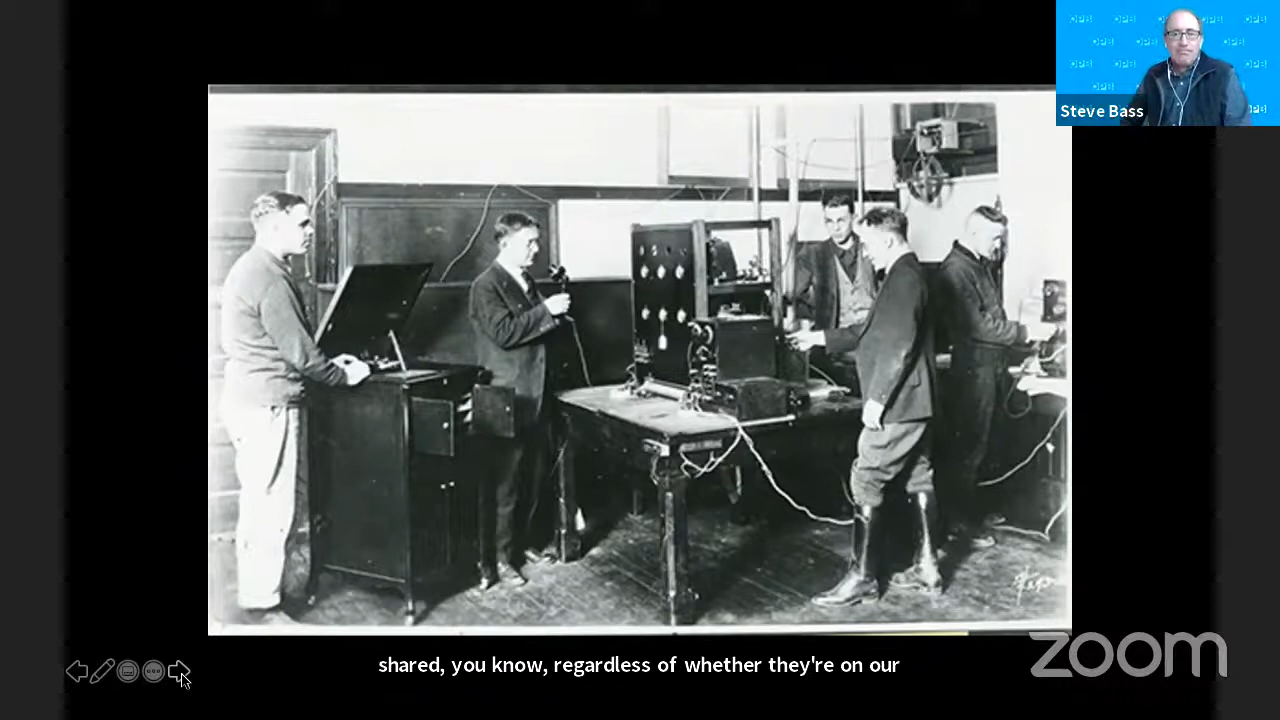 Steve Bass
shared, you know, regardless of whether they're on our
zoom